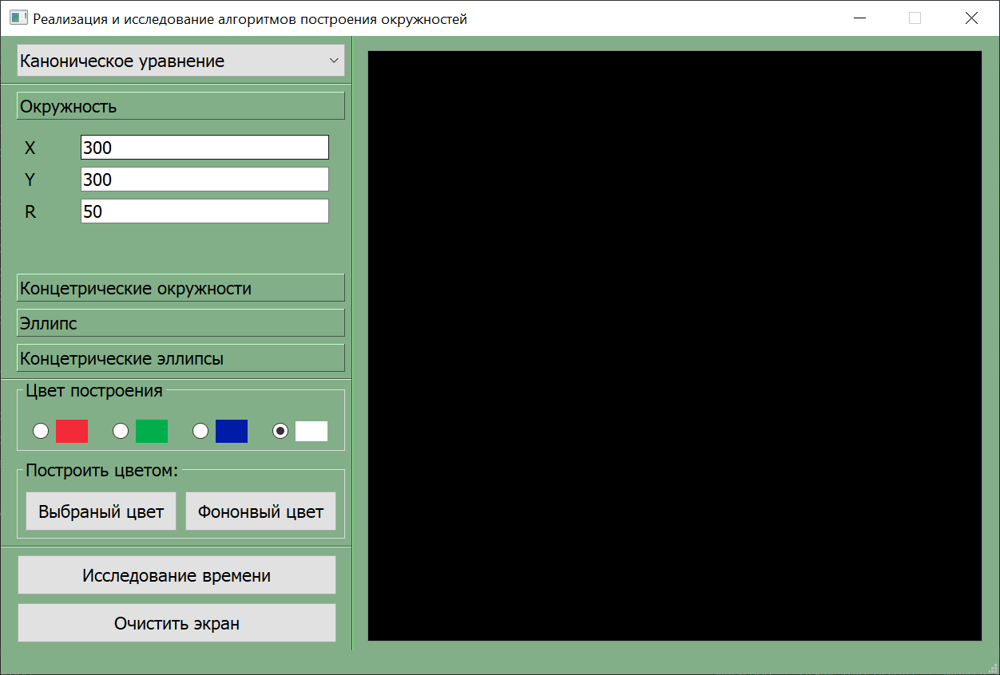 Реализация и исследование алгоритмов построения окружностей
Каноническое уравнение
Окружность
X 300
Y 300
R 50
Концетрические окружности
Эллипс
Концетрические эллипсы
Цвет построения
Построить цветом:
Выбраный цвет Фононвый цвет
Исследование времени
Очистить экран